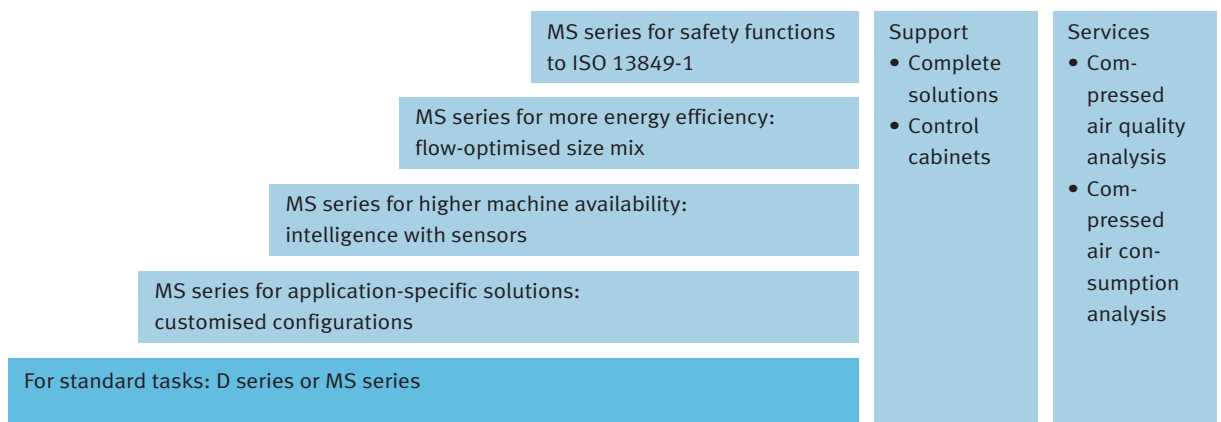 MS series for safety functions
to ISO 13849-1
MS series for more energy efficiency:
flow-optimised size mix
MS series for higher machine availability:
intelligence with sensors
MS series for application-specific solutions:
customised configurations
For standard tasks: D series or MS series
Support
• Complete
solutions
• Control
cabinets
Services
• Com-
pressed
air quality
analysis
• Com-
pressed
air con-
sumption
analysis